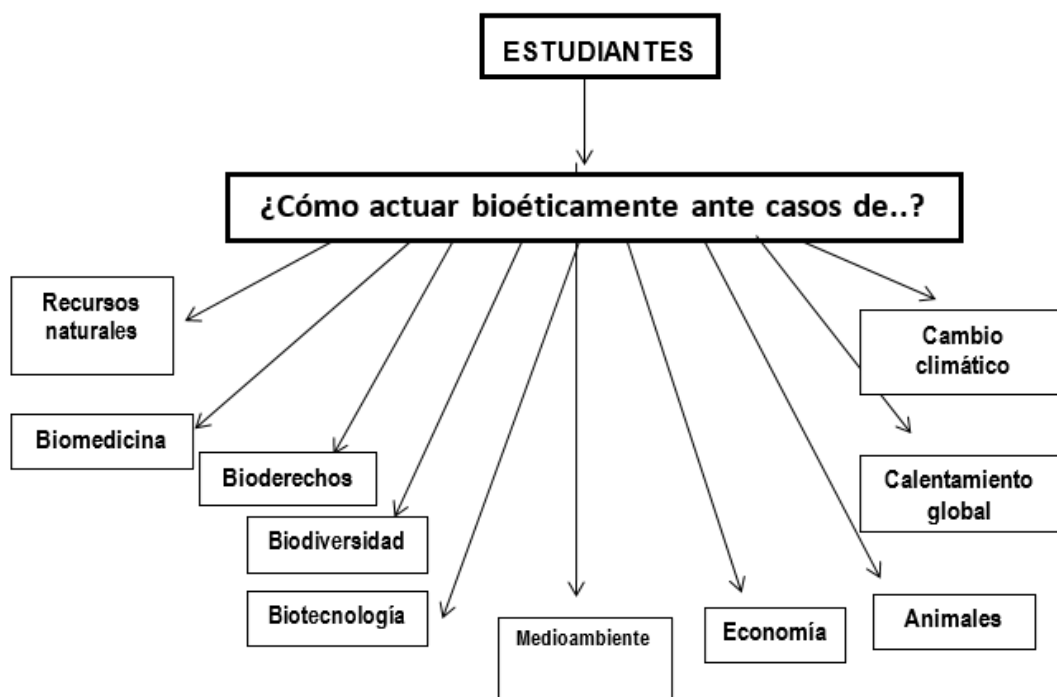 ESTUDIANTES
¿Cómo actuar bioéticamente ante casos de..?
Recursos
naturales
Biomedicina
Bioderechos
Biodiversidad
Biotecnología
Medioambiente
Economía
Animales
Calentamiento
global
Cambio
climático